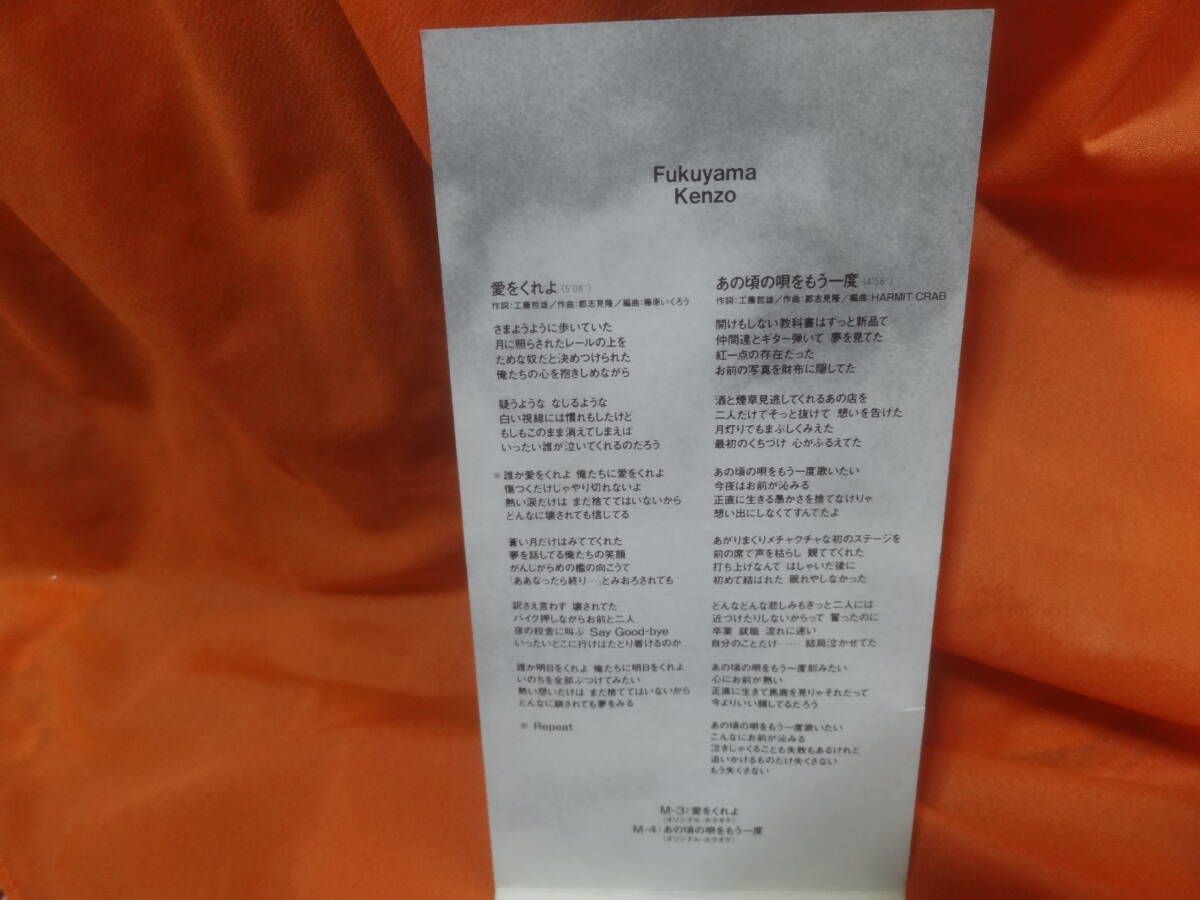 Fukuyama
Kenzo
愛をくれよ (5'08")
作詞:工藤哲雄/作曲:都志見隆/編曲:藤原いくろう
さまようように歩いていた
月に照らされたレールの上を
だめな奴だと決めつけられた
俺たちの心を抱きしめながら
疑うような なじるような
白い視線には慣れもしたけど
もしもこのまま消えてしまえば
いったい誰が泣いてくれるのだろう
※誰か愛をくれよ 俺たちに愛をくれよ
傷つくだけじゃやり切れないよ
熱い涙だけは まだ捨ててはいないから
どんなに壊されても信じてる
蒼い月だけはみててくれた
夢を話してる俺たちの笑顔
がんじがらめの檻の向こうで
「ああなったら終り…」とみおろされても
訳さえ言わず 壊されてた
バイク押しながらお前と二人
夜の校舎に叫ぶ Say Good-bye
いったいどこに行けばたどり着けるのか
誰か明日をくれよ 俺たちに明日をくれよ
いのちを全部ぶつけてみたい
熱い想いだけは まだ捨ててはいないから
どんなに崩されても夢をみる
※ Repeat
あの頃の唄をもう一度 (4'58")
作詞:工藤哲雄/作曲:都志見隆/編曲:HARMIT CRAB
開けもしない教科書はずっと新品で
仲間達とギター弾いて 夢を見てた
紅一点の存在だった
お前の写真を財布に隠してた
酒と煙草見逃してくれるあの店を
二人だけでそっと抜けて 想いを告げた
月灯りでもまぶしくみえた
最初のくちつけ 心がふるえてた
あの頃の唄をもう一度歌いたい
今夜はお前が沁みる
正直に生きる愚かさを捨てなけりゃ
想い出にしなくてすんでたよ
あがりまくりメチャクチャな初のステージを
前の席で声を枯らし 観ててくれた
打ち上げなんて はしゃいだ後に
初めて結ばれた 眠れやしなかった
どんなどんな悲しみもきっと二人には
近づけたりしないからって 誓ったのに
卒業 就職 流れに迷い
自分のことだけ…… 結局泣かせてた
あの頃の唄をもう一度刻みたい
心にお前が熱い
正直に生きて馬鹿を見りゃそれだって
今よりいい顔してるだろう
あの頃の唄をもう一度歌いたい
こんなにお前が沁みる
泣きじゃくることも失敗もあるけれど
追いかけるものだけ失くさない
もう失くさない
M-3:愛をくれよ
(オリジナル・カラオケ)
M-4:あの頃の唄をもう一度
(オリジナル・カラオケ)